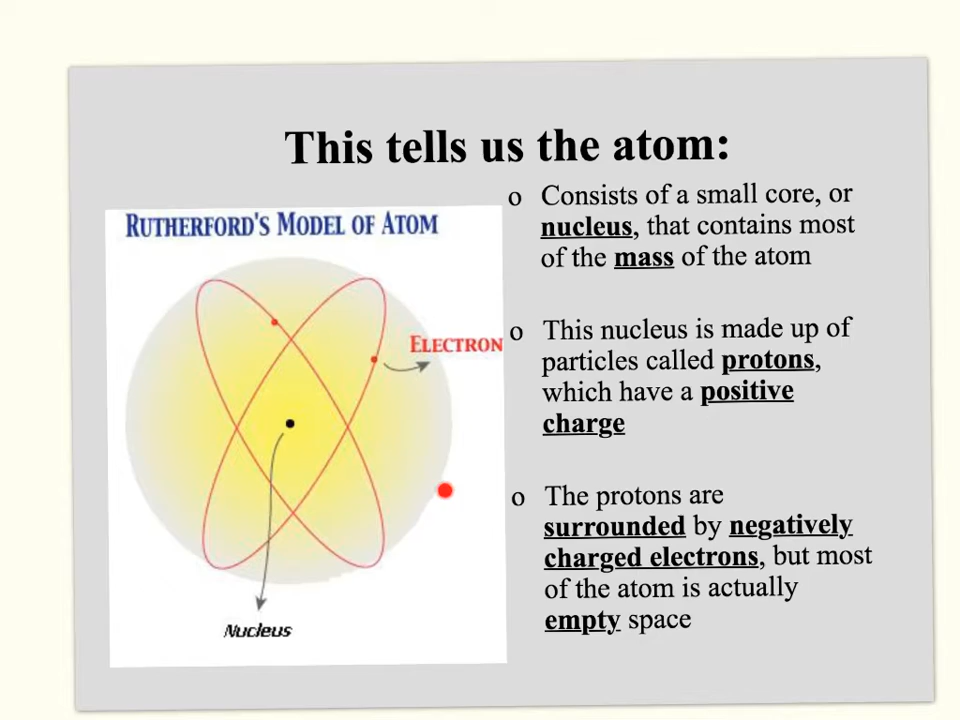 This tells us the atom:
RUTHERFORD'S MODEL OF ATOM
ELECTRON
Nucleus
o Consists of a small core, or
nucleus, that contains most
of the mass of the atom
o This nucleus is made up of
particles called protons,
which have a positive
charge
o The protons are
surrounded by negatively
charged electrons, but most
of the atom is actually
empty space